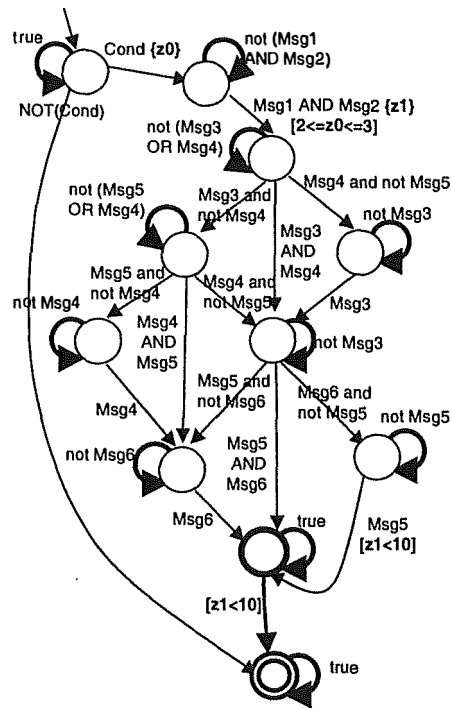 true
Cond {z0}
not (Msg1
AND Msg2)
NOT(Cond)
Msg1 AND Msg2 {z1}
[2<=z0<=3]
not (Msg3
OR Msg4)
Msg4 and not Msg5
not (Msg5
OR Msg4)
Msg3 and
not Msg4
Msg3
AND
Msg4
not Msg3
Msg5 and
not Msg4
Msg4 and
not Msg5
Msg3
not Msg4
Msg4
AND
Msg5
not Msg3
Msg4
Msg5 and
not Msg6
Msg6 and
not Msg5
not Msg5
not Msg6
Msg5
AND
Msg6
Msg6
true
Msg5
[z1<10]
[z1<10]
true